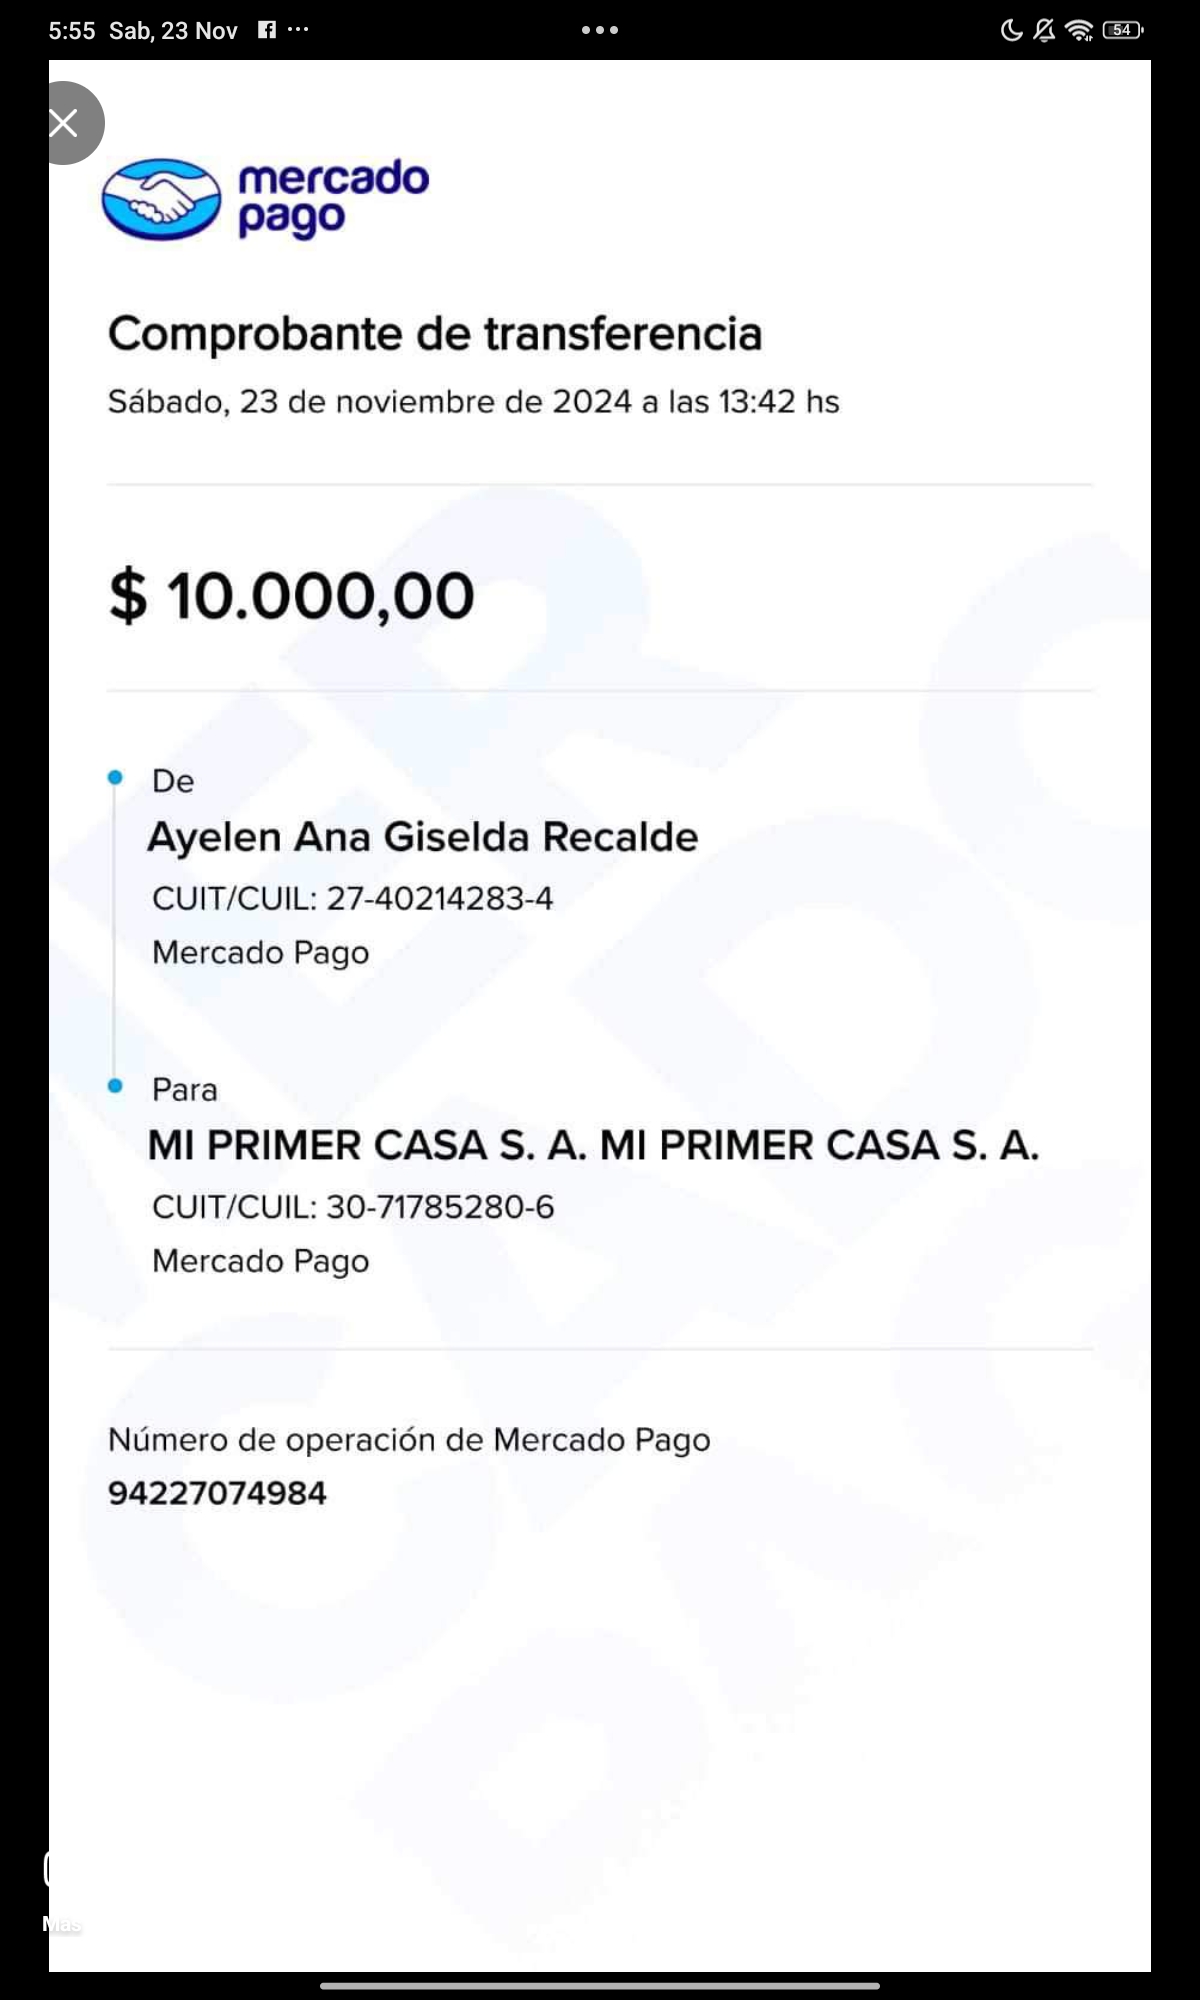 5:55 Sab, 23 Nov
54
mercado
pago
Comprobante de transferencia
Sábado, 23 de noviembre de 2024 a las 13:42 hs
$ 10.000,00
De
Ayelen Ana Giselda Recalde
CUIT/CUIL: 27-40214283-4
Mercado Pago
Para
MI PRIMER CASA S. A. MI PRIMER CASA S. A.
CUIT/CUIL: 30-71785280-6
Mercado Pago
Número de operación de Mercado Pago
94227074984
Más